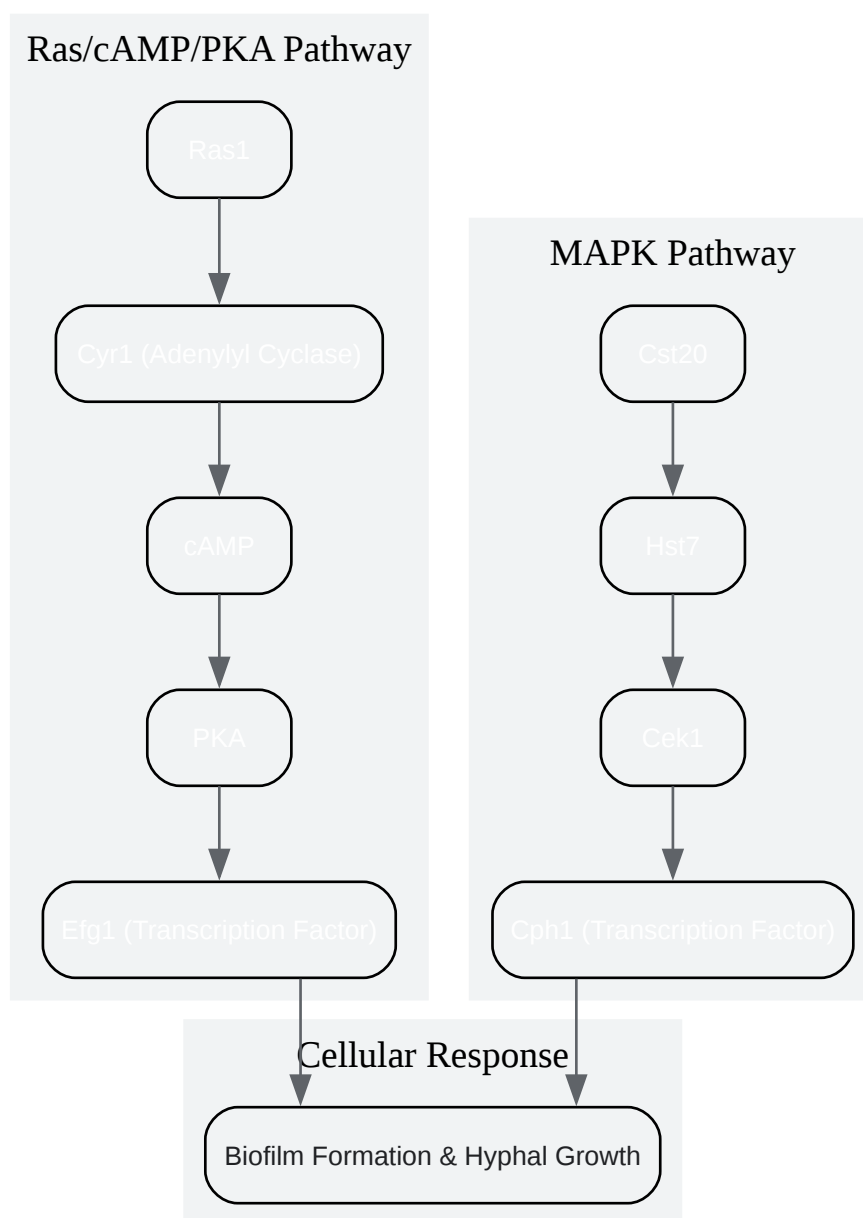 Ras/cAMP/PKA Pathway
Ras1
Cyr1 (Adenylyl Cyclase)
cAMP
PKA
Efg1 (Transcription Factor)
MAPK Pathway
Cst20
Hst7
Cek1
Cph1 (Transcription Factor)
Cellular Response
Biofilm Formation & Hyphal Growth